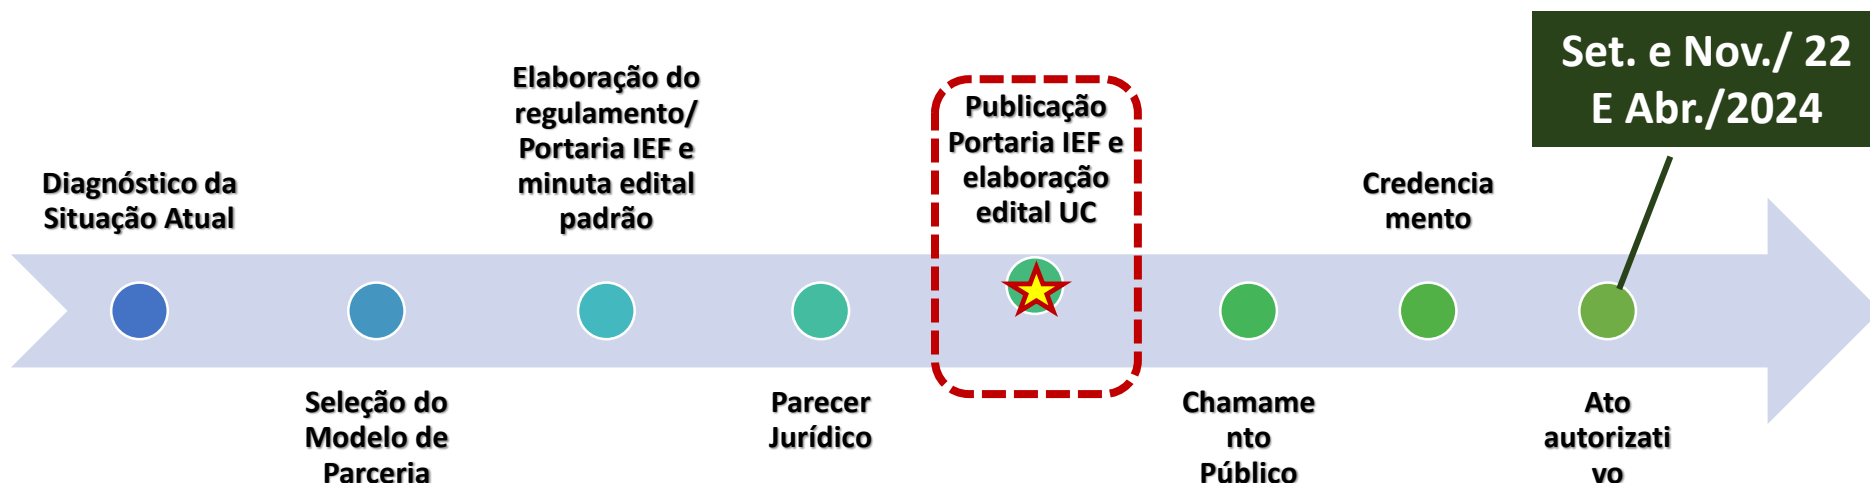 Diagnóstico da
Situação Atual
Seleção do
Modelo de
Parceria
Elaboração do
regulamento/
Portaria IEF e
minuta edital
padrão
Parecer
Jurídico
Publicação
Portaria IEF e
elaboração
edital UC
Chamame
nto
Público
Credencia
mento
Ato
autorizati
vo
Set. e Nov./ 22
E Abr./2024